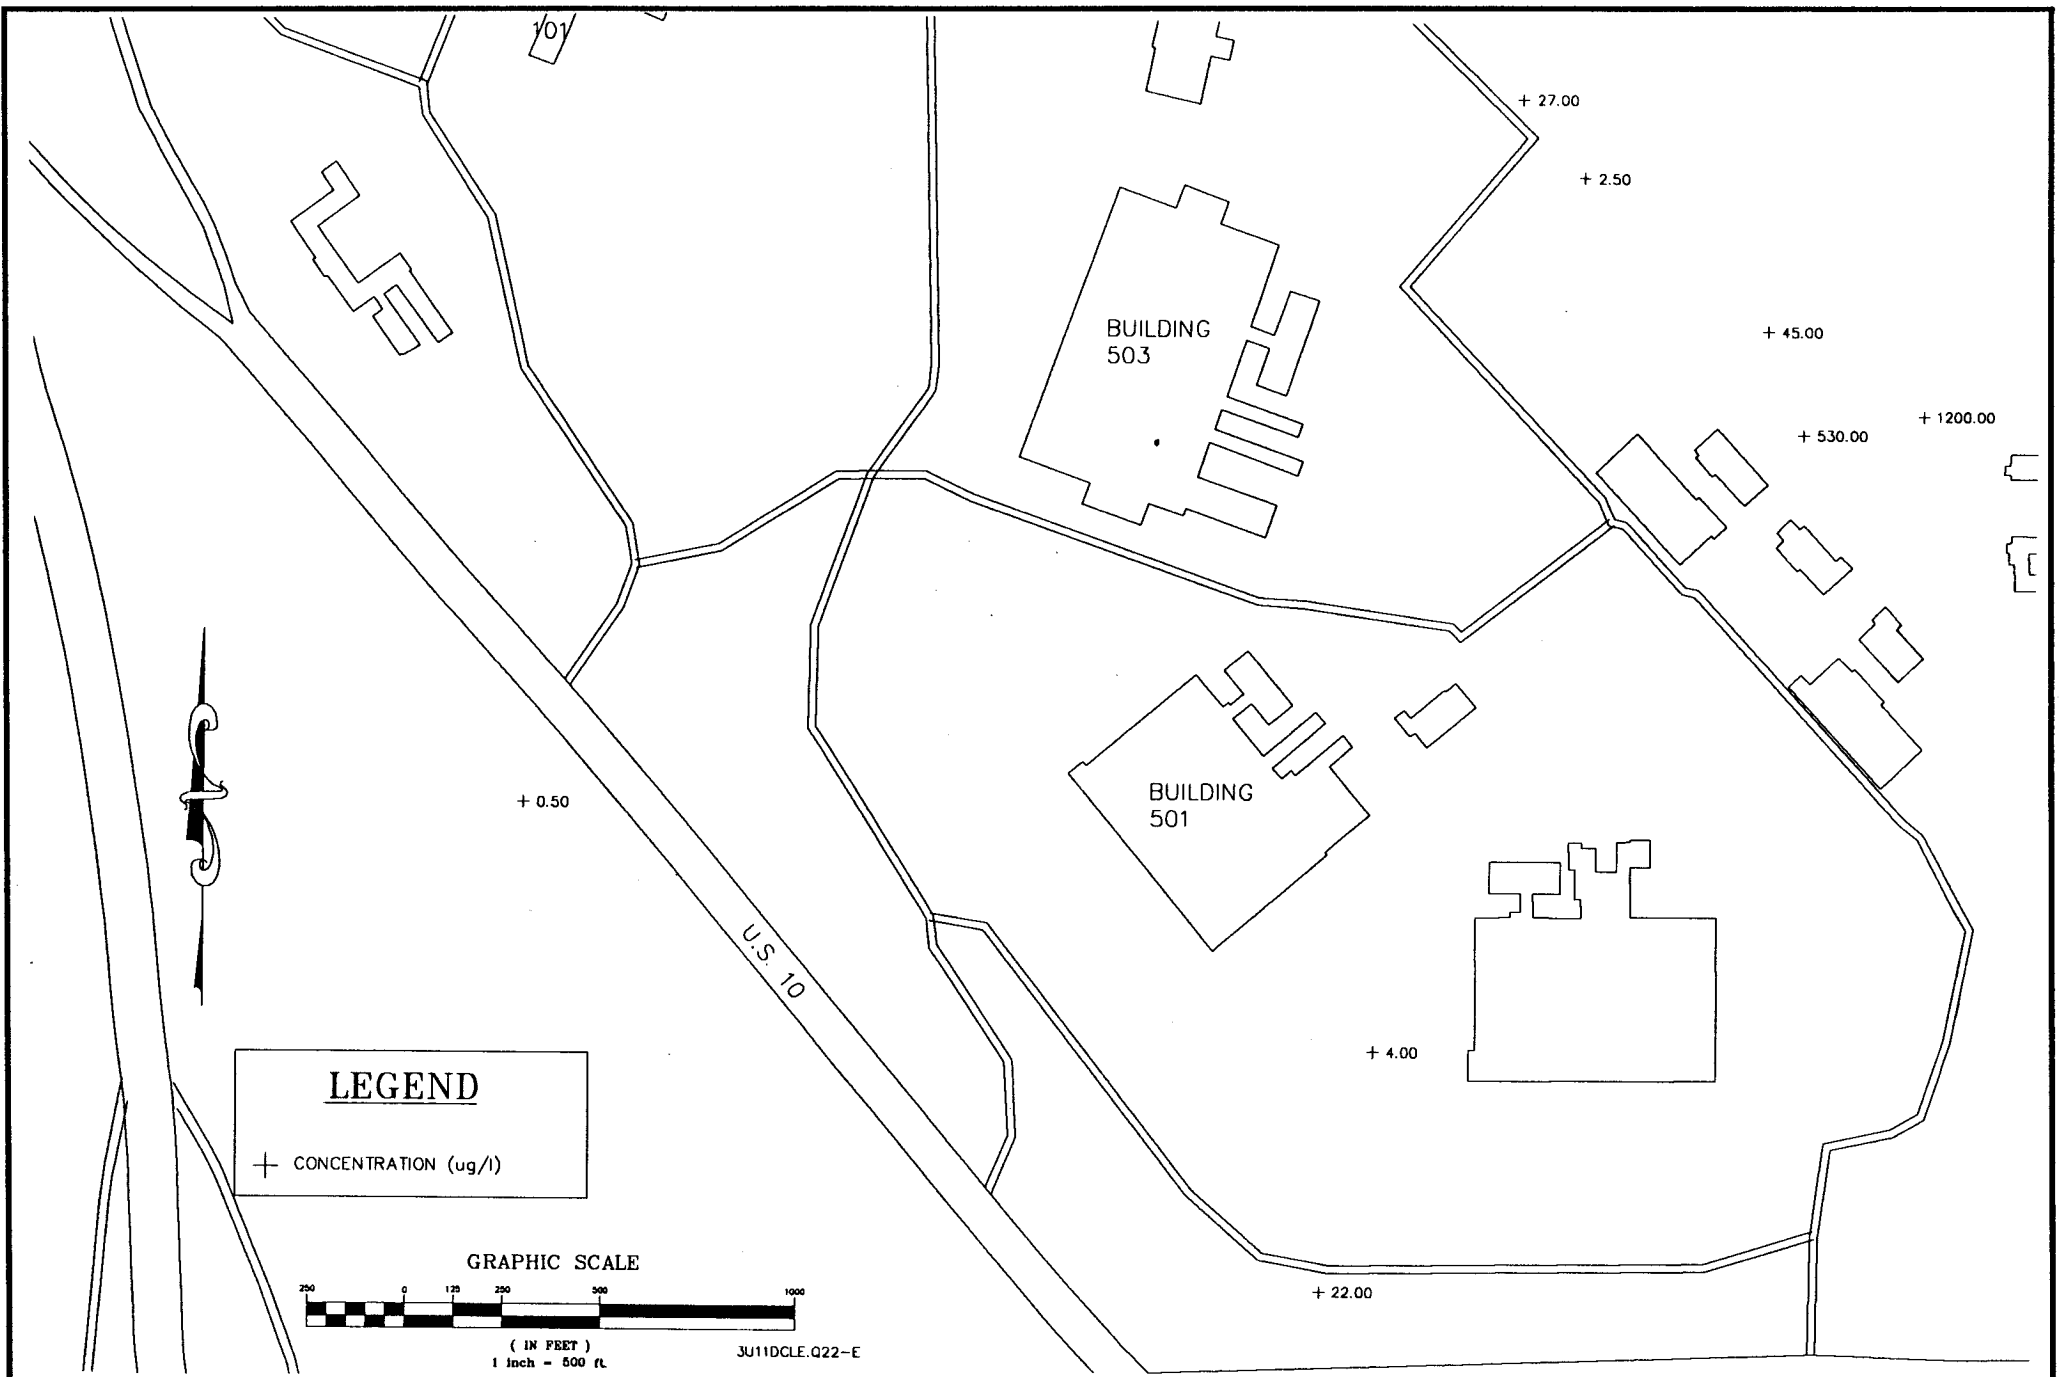 101
+ 27.00
+ 2.50
BUILDING
503
+ 45.00
+ 1200.00
+ 530.00
BUILDING
501
+ 0.50
U.S. 10
+ 4.00
LEGEND
+ CONCENTRATION (ug/l)
GRAPHIC SCALE
250 0 125 250 500 1000
( IN FEET )
1 inch = 500 ft.
3U11DCLE.Q22-E
+ 22.00